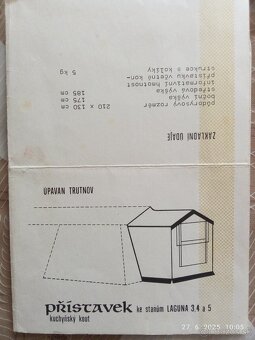 ZÁKLADNÍ ÚDAJE
půdorysový rozměr 210 x 130 cm
boční výška 175 cm
středová výška 185 cm
informativní hmotnost
přístavku včetně kon-
strukce s kolíky 5 kg
ÚPAVAN TRUTNOV
přístavek ke stanům LAGUNA 3,4 a 5
kuchyňský kout
27. 6. 2025 10:05